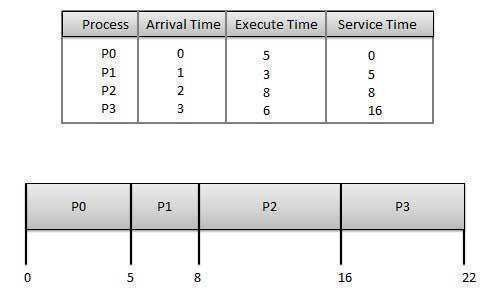 Process Arrival Time Execute Time Service Time
P0 0 5 0
P1 1 3 5
P2 2 8 8
P3 3 6 16
P0 P1 P2 P3
0 5 8 16 22